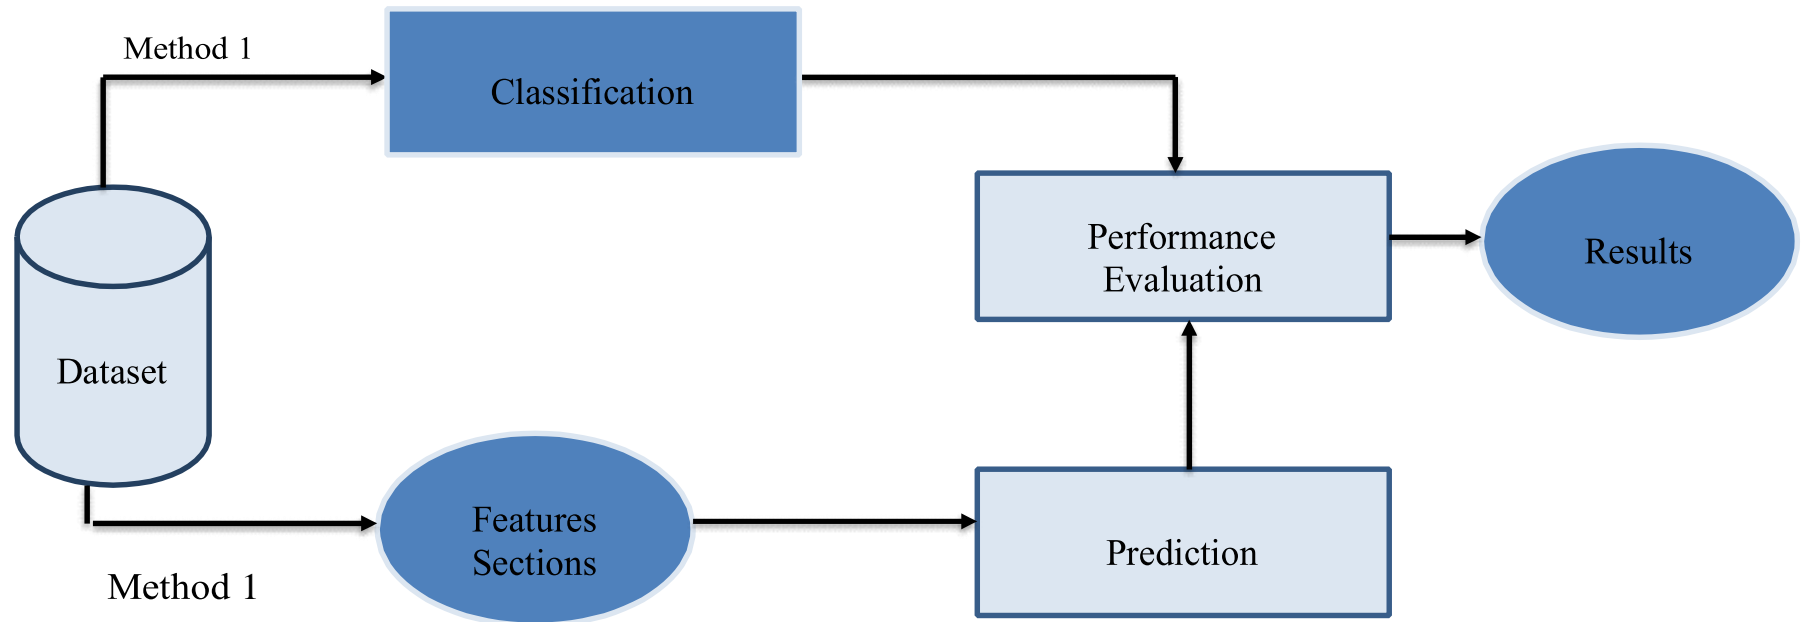 Method 1
Classification
Performance
Evaluation
Results
Dataset
Features
Sections
Prediction
Method 1